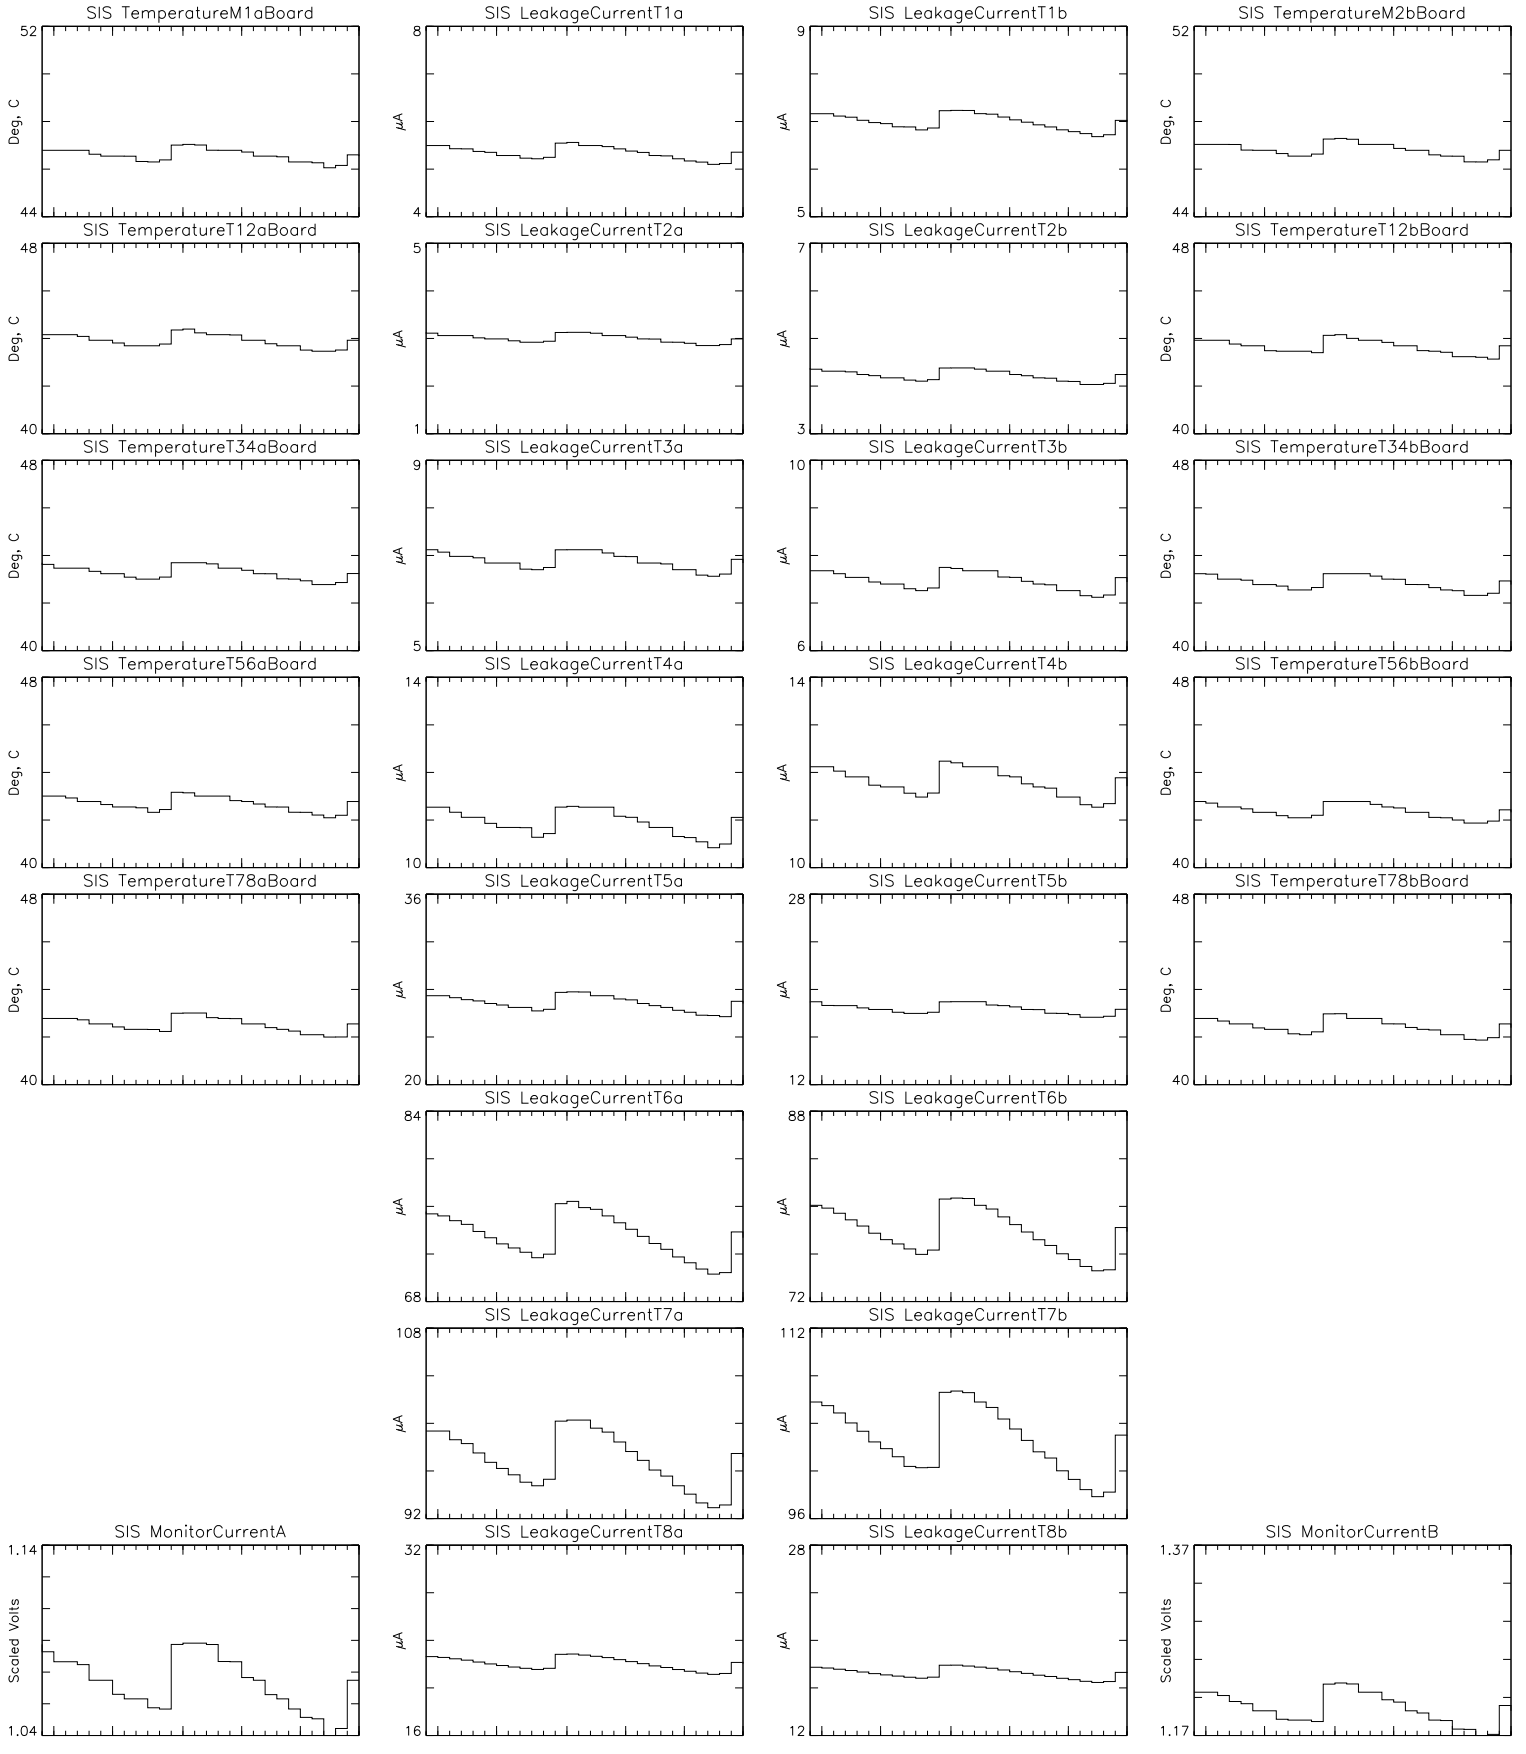 SIS TemperatureM1aBoard
52
Deg, C
44
SIS LeakageCurrentT1a
8
μA
4
SIS LeakageCurrentT1b
9
μA
5
SIS TemperatureM2bBoard
52
Deg, C
44
SIS TemperatureT12aBoard
48
Deg, C
40
SIS LeakageCurrentT2a
5
μA
1
SIS LeakageCurrentT2b
7
μA
3
SIS TemperatureT12bBoard
48
Deg, C
40
SIS TemperatureT34aBoard
48
Deg, C
40
SIS LeakageCurrentT3a
9
μA
5
SIS LeakageCurrentT3b
10
μA
6
SIS TemperatureT34bBoard
48
Deg, C
40
SIS TemperatureT56aBoard
48
Deg, C
40
SIS LeakageCurrentT4a
14
μA
10
SIS LeakageCurrentT4b
14
μA
10
SIS TemperatureT56bBoard
48
Deg, C
40
SIS TemperatureT78aBoard
48
Deg, C
40
SIS LeakageCurrentT5a
36
μA
20
SIS LeakageCurrentT5b
28
μA
12
SIS TemperatureT78bBoard
48
Deg, C
40
SIS LeakageCurrentT6a
84
μA
68
SIS LeakageCurrentT6b
88
μA
72
SIS LeakageCurrentT7a
108
μA
92
SIS LeakageCurrentT7b
112
μA
96
SIS MonitorCurrentA
1.14
Scaled Volts
1.04
SIS LeakageCurrentT8a
32
μA
16
SIS LeakageCurrentT8b
28
μA
12
SIS MonitorCurrentB
1.37
Scaled Volts
1.17